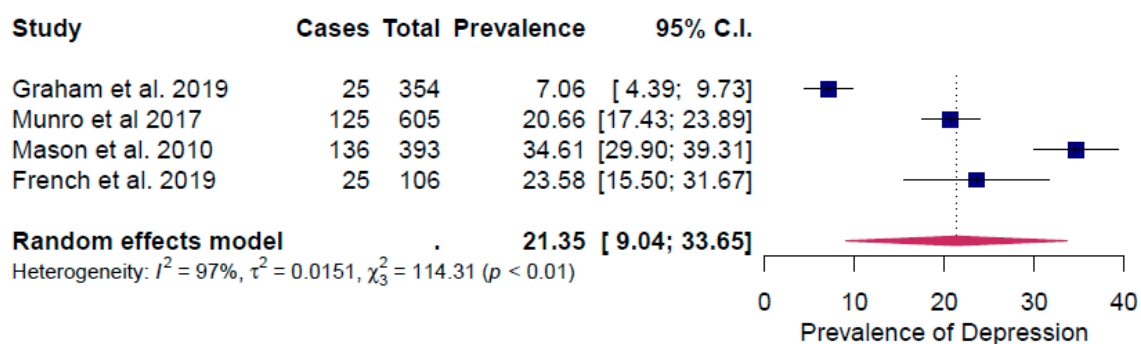 Study Cases Total Prevalence 95% C.I.
Graham et al. 2019 25 354 7.06 [ 4.39; 9.73]
Munro et al 2017 125 605 20.66 [17.43; 23.89]
Mason et al. 2010 136 393 34.61 [29.90; 39.31]
French et al. 2019 25 106 23.58 [15.50; 31.67]
Random effects model . 21.35 [ 9.04; 33.65]
Heterogeneity: I² = 97%, τ² = 0.0151, χ²₃ = 114.31 (p < 0.01)
0 10 20 30 40
Prevalence of Depression